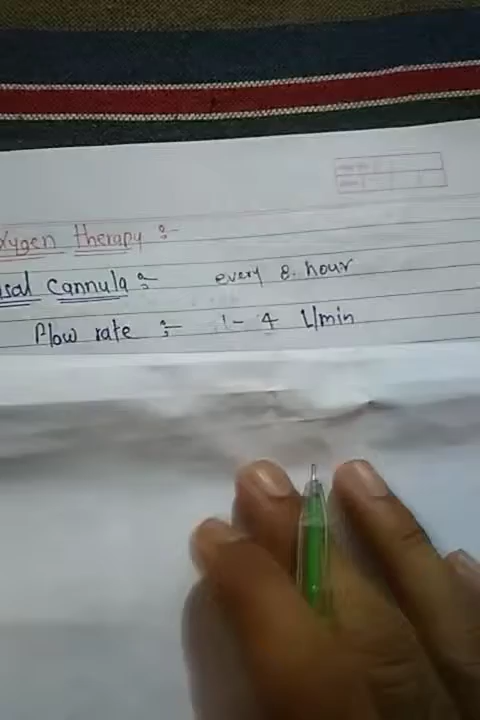 xygen therapy :-
sal cannula :- every 8. hour
Flow rate :- 1-4 L/min